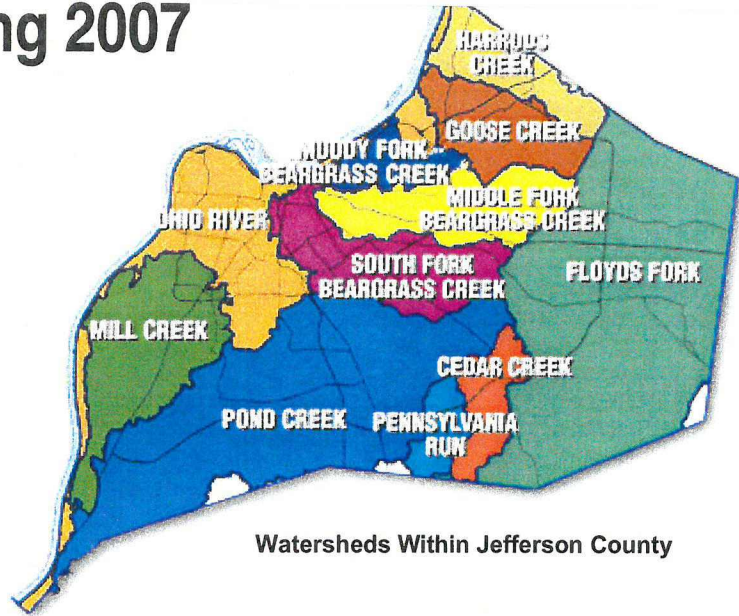 ng 2007
HARRODS
CREEK
GOOSE CREEK
MUDDY FORK
BEARGRASS CREEK
MIDDLE FORK
BEARGRASS CREEK
OHIO RIVER
SOUTH FORK
BEARGRASS CREEK
FLOYDS FORK
MILL CREEK
CEDAR CREEK
POND CREEK
PENNSYLVANIA
RUN
Watersheds Within Jefferson County